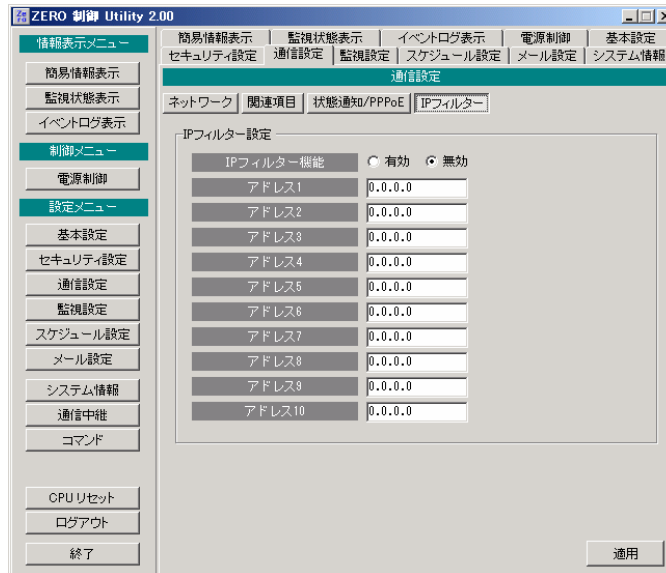 ZERO 制御 Utility 2.00
情報表示メニュー
簡易情報表示
監視状態表示
イベントログ表示
制御メニュー
電源制御
設定メニュー
基本設定
セキュリティ設定
通信設定
監視設定
スケジュール設定
メール設定
システム情報
通信中継
コマンド
CPUリセット
ログアウト
終了
簡易情報表示 監視状態表示 イベントログ表示 電源制御 基本設定
セキュリティ設定 通信設定 監視設定 スケジュール設定 メール設定 システム情報
通信設定
ネットワーク 関連項目 状態通知/PPPoE IPフィルター
IPフィルター設定
IPフィルター機能 有効 無効
アドレス1 0.0.0.0
アドレス2 0.0.0.0
アドレス3 0.0.0.0
アドレス4 0.0.0.0
アドレス5 0.0.0.0
アドレス6 0.0.0.0
アドレス7 0.0.0.0
アドレス8 0.0.0.0
アドレス9 0.0.0.0
アドレス10 0.0.0.0
適用